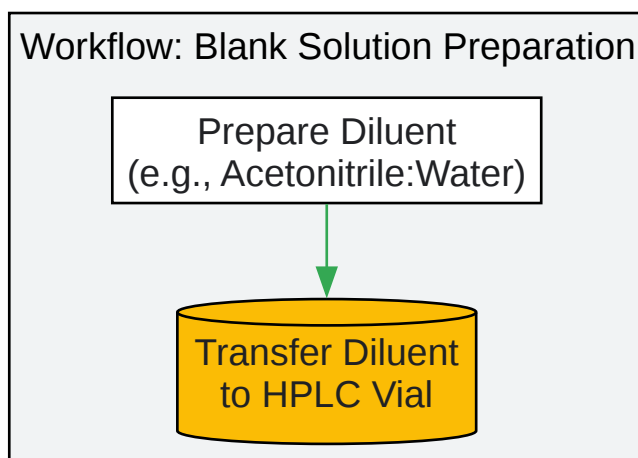 Workflow: Blank Solution Preparation
Prepare Diluent
(e.g., Acetonitrile:Water)
Transfer Diluent
to HPLC Vial